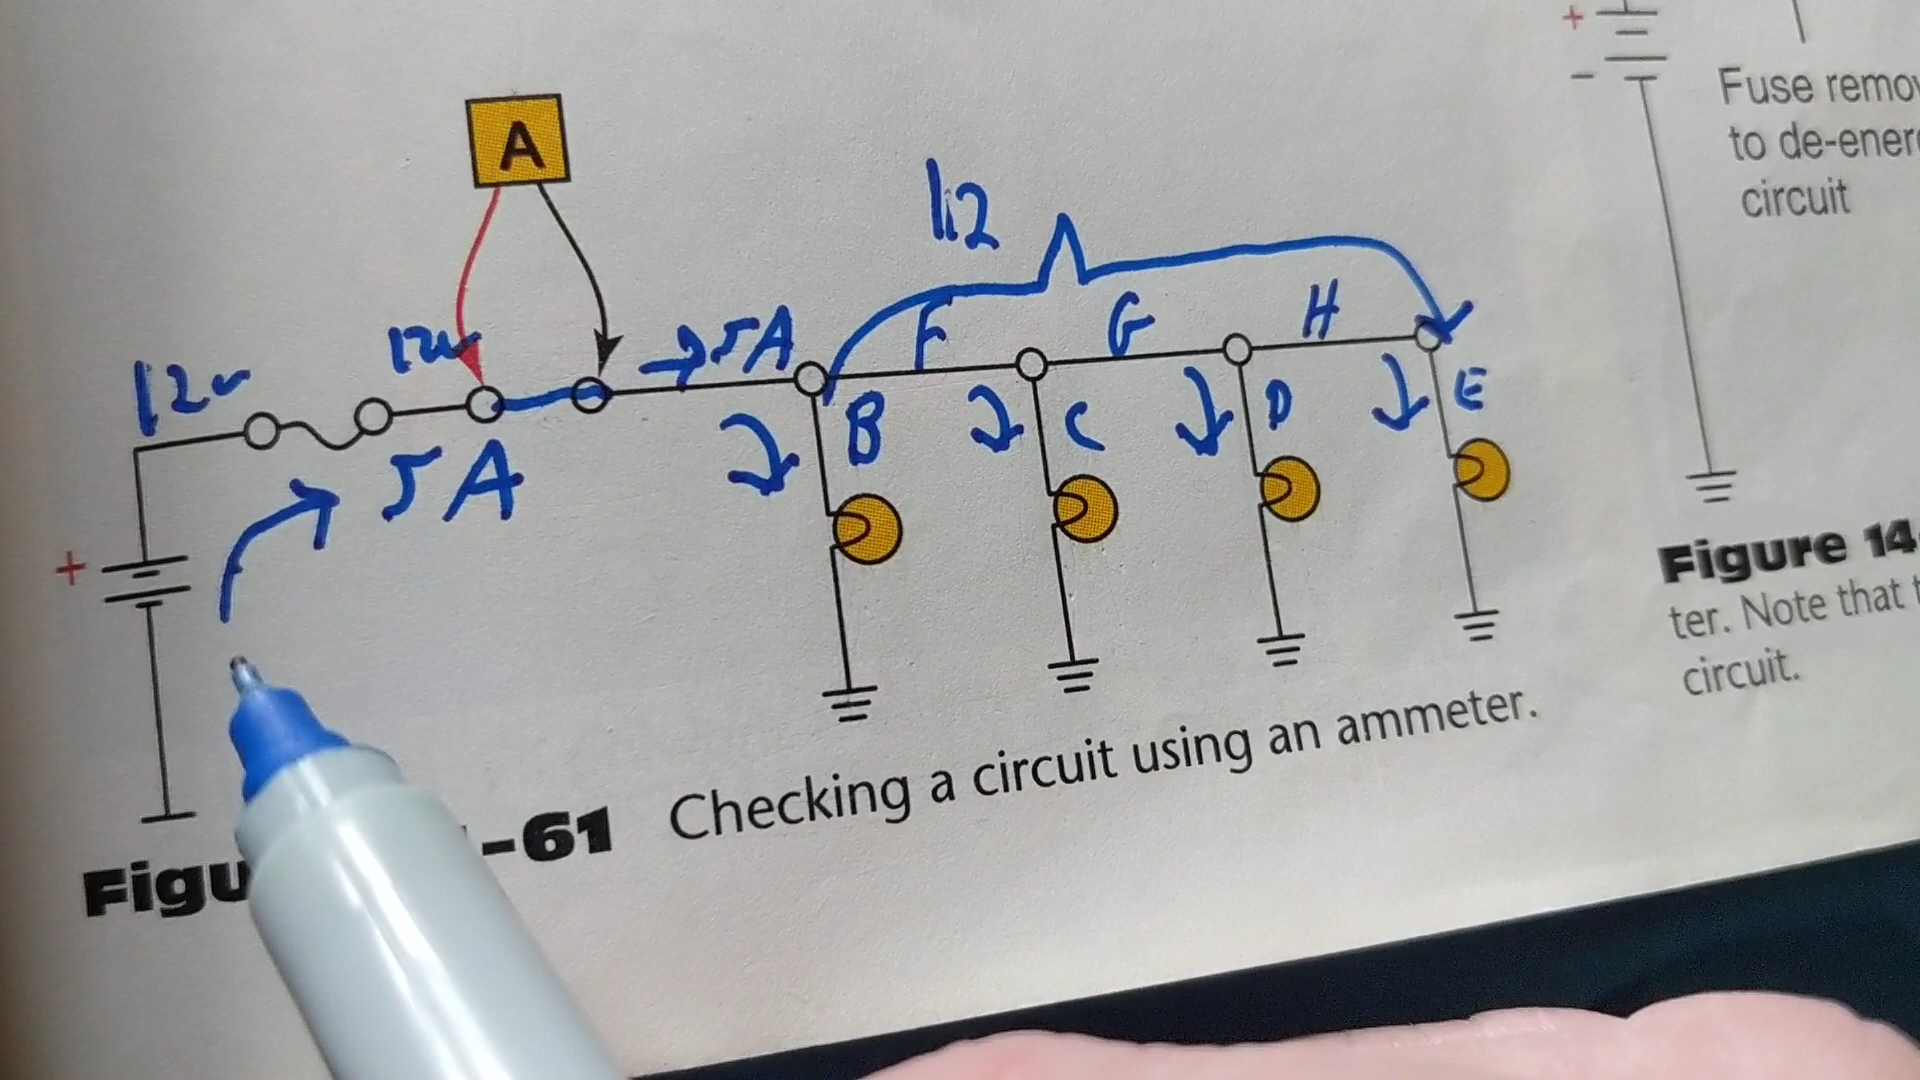 A
+
-
Fuse remov
to de-ener
circuit
12
12v
12v
→5A
F
G
H
5A
B
C
D
E
+
Figu -61 Checking a circuit using an ammeter.
Figure 14
ter. Note that t
circuit.